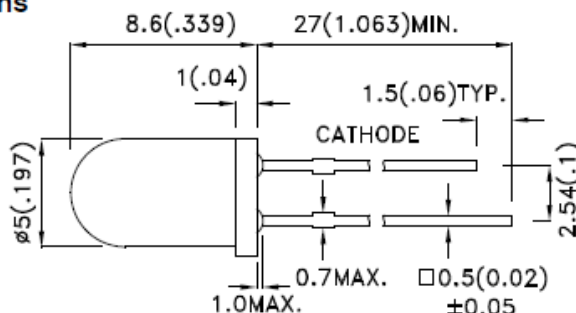 ns
8.6(.339)
27(1.063)MIN.
1(.04)
1.5(.06)TYP.
CATHODE
ø5(.197)
2.54(.1)
0.7MAX.
□0.5(0.02)
1.0MAX.
±0.05